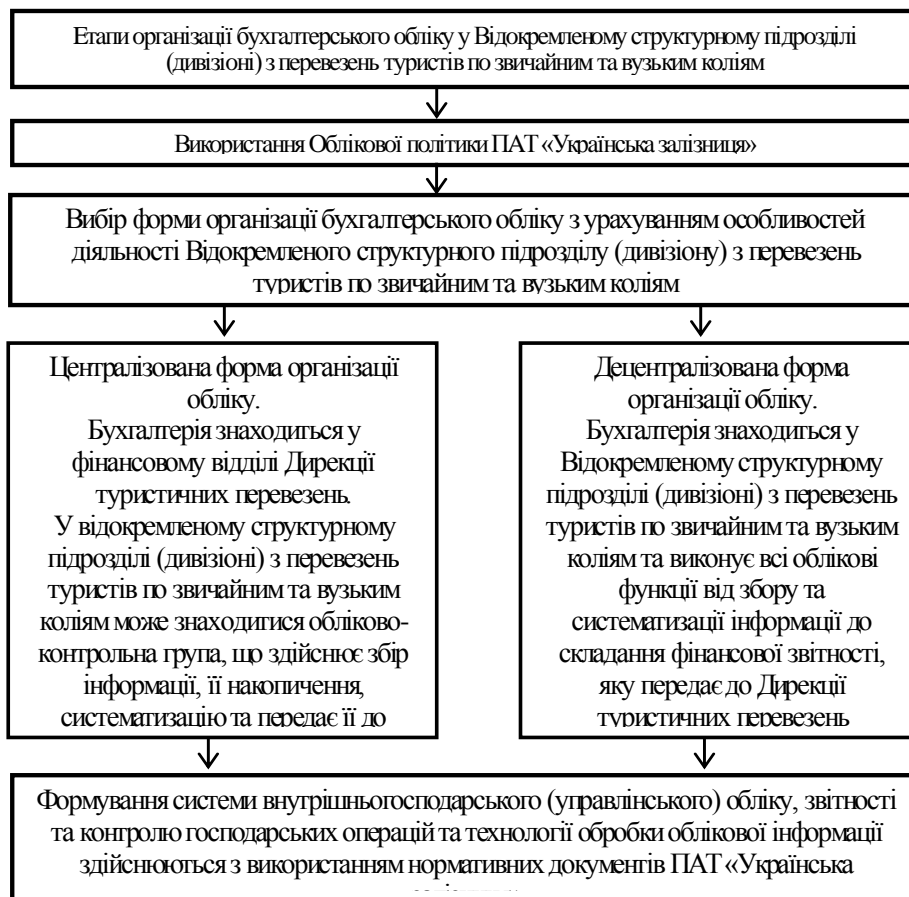 Етапи організації бухгалтерського обліку у Відокремленому структурному підрозділі
(дивізіоні) з перевезень туристів по звичайним та вузьким коліям
Використання Облікової політики ПАТ «Українська залізниця»
Вибір форми організації бухгалтерського обліку з урахуванням особливостей
діяльності Відокремленого структурного підрозділу (дивізіону) з перевезень
туристів по звичайним та вузьким коліям
Централізована форма організації
обліку.
Бухгалтерія знаходиться у
фінансовому відділі Дирекції
туристичних перевезень.
У відокремленому структурному
підрозділі (дивізіоні) з перевезень
туристів по звичайним та вузьким
коліям може знаходитися обліково-
контрольна група, що здійснює збір
інформації, її накопичення,
систематизацію та передає її до
Децентралізована форма
організації обліку.
Бухгалтерія знаходиться у
Відокремленому структурному
підрозділі (дивізіоні) з перевезень
туристів по звичайним та вузьким
коліям та виконує всі облікові
функції від збору та
систематизації інформації до
складання фінансової звітності,
яку передає до Дирекції
туристичних перевезень
Формування системи внутрішньогосподарського (управлінського) обліку, звітності
та контролю господарських операцій та технології обробки облікової інформації
здійснюються з використанням нормативних документів ПАТ «Українська